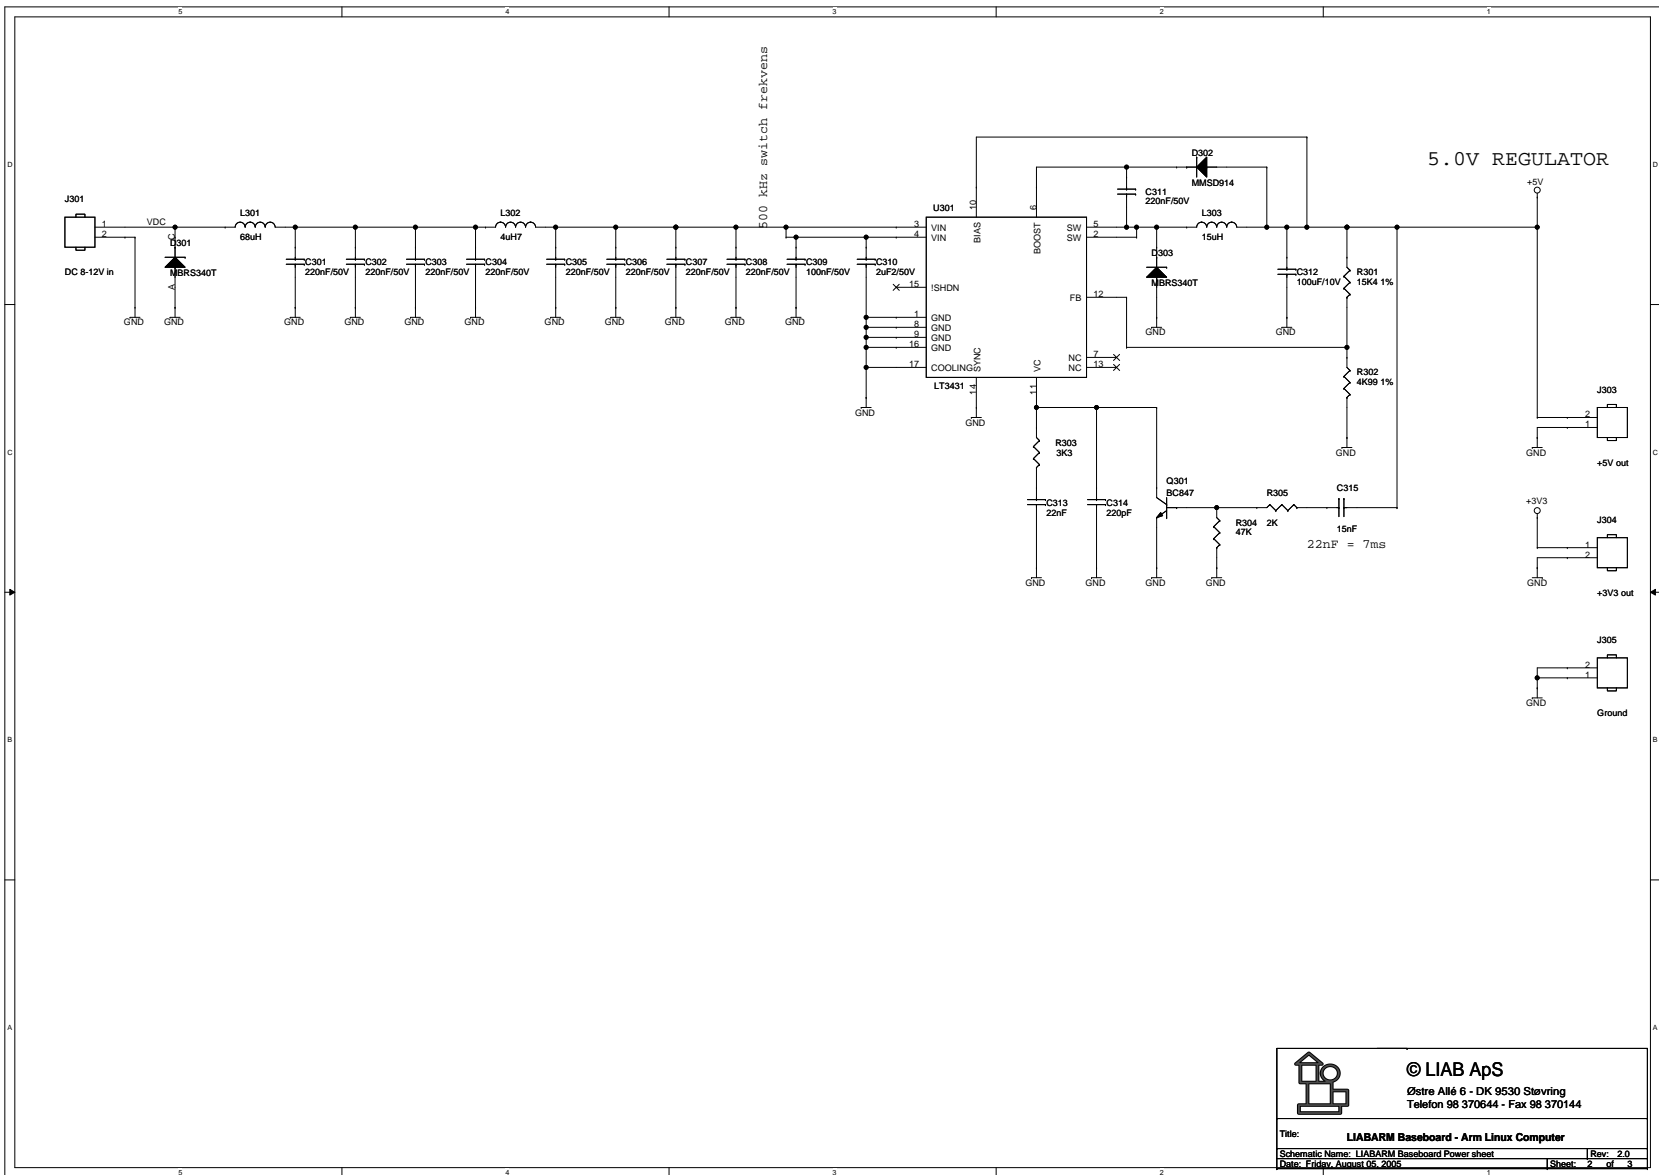 5 4 3 2 1
D
C
B
A
500 kHz switch frekvens
5.0V REGULATOR
J301
1
2
DC 8-12V in
VDC
GND
C
D301
MBRS340T
A
GND
L301
68uH
C301
220nF/50V
GND
C302
220nF/50V
GND
C303
220nF/50V
GND
C304
220nF/50V
GND
L302
4uH7
C305
220nF/50V
GND
C306
220nF/50V
GND
C307
220nF/50V
GND
C308
220nF/50V
GND
C309
100nF/50V
GND
C310
2uF2/50V
GND
U301
3 VIN
4 VIN
15 !SHDN
1 GND
8 GND
9 GND
16 GND
17 COOLING
LT3431
10 BIAS
6 BOOST
SW 5
SW 2
FB 12
NC 7
NC 13
SYNC 14
VC 11
GND
C311
220nF/50V
D302
MMSD914
L303
15uH
D303
MBRS340T
GND
C312
100uF/10V
GND
R301
15K4 1%
R302
4K99 1%
GND
R303
3K3
C313
22nF
GND
C314
220pF
GND
Q301
BC847
GND
R304
47K
GND
R305
2K
C315
15nF
22nF = 7ms
+5V
J303
2
1
GND
+5V out
+3V3
J304
1
2
GND
+3V3 out
J305
2
1
GND
Ground
D
C
B
A
© LIAB ApS
Østre Allé 6 - DK 9530 Støvring
Telefon 98 370644 - Fax 98 370144
Title: LIABARM Baseboard - Arm Linux Computer
Schematic Name: LIABARM Baseboard Power sheet Rev: 2.0
Date: Friday, August 05, 2005 Sheet: 2 of 3
5 4 3 2 1